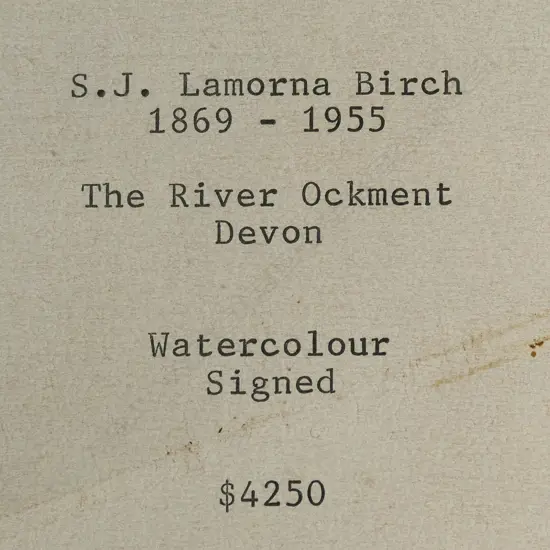 S.J. Lamorna Birch
1869 - 1955
The River Ockment
Devon
Watercolour
Signed
$4250